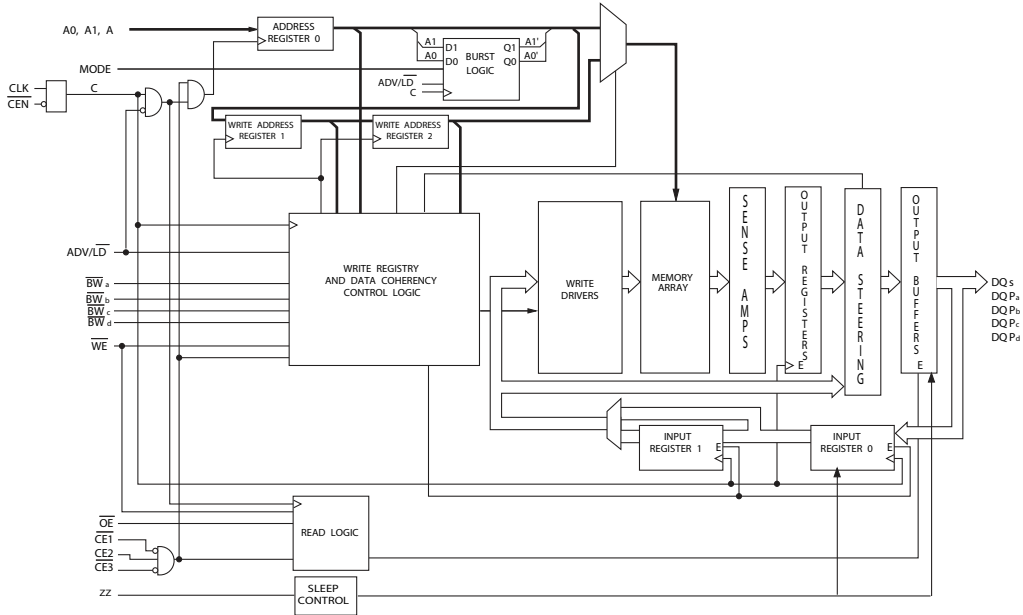 A0, A1, A
ADDRESS
REGISTER 0
A1
A0
D1
D0
BURST
LOGIC
Q1
Q0
A1'
A0'
MODE
ADV/LD
C
CLK
CEN
C
WRITE ADDRESS
REGISTER 1
WRITE ADDRESS
REGISTER 2
ADV/LD
BWa
BWb
BWc
BWd
WE
WRITE REGISTRY
AND DATA COHERENCY
CONTROL LOGIC
WRITE
DRIVERS
MEMORY
ARRAY
SENSE AMPS
OUTPUT REGISTERS
E
DATA STEERING
OUTPUT BUFFERS
E
DQs
DQPa
DQPb
DQPc
DQPd
INPUT
REGISTER 1
E
INPUT
REGISTER 0
E
OE
CE1
CE2
CE3
READ LOGIC
ZZ
SLEEP
CONTROL